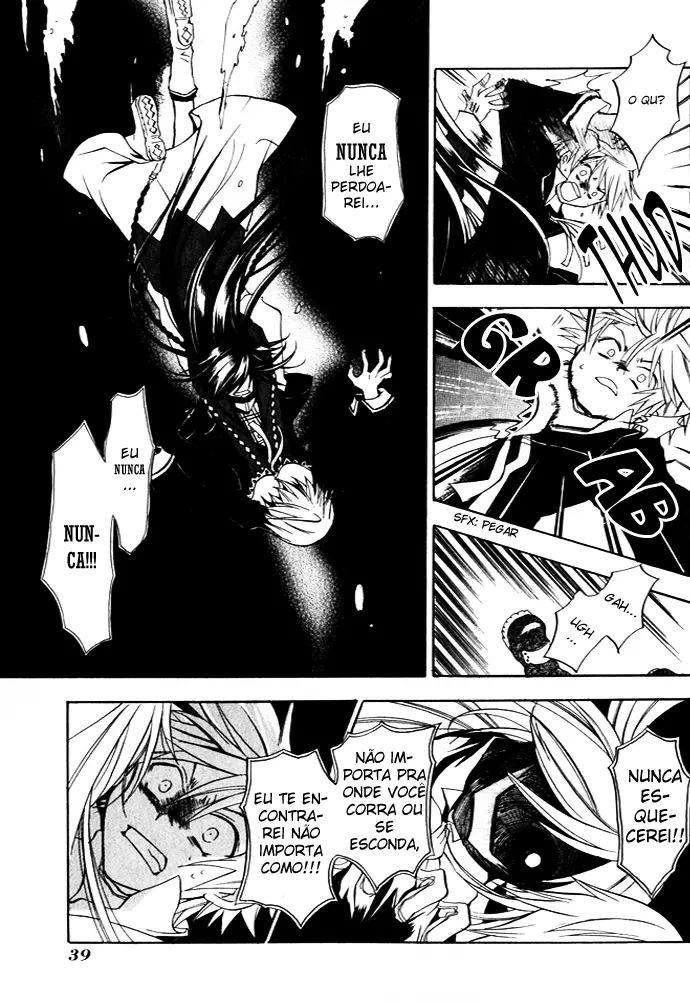 O QU?
THUD
GR
AB
SFX: PEGAR
GAH...
UGH
...
EU
NUNCA
LHE
PERDOA-
REI...
EU
NUNCA
...
NUN-
CA!!!
NUNCA
ES-
QUE-
CEREI!!
NÃO IM-
PORTA PRA
ONDE VOCÊ
CORRA OU
SE
ESCONDA,
EU TE EN-
CONTRA-
REI NÃO
IMPORTA
COMO!!!
39